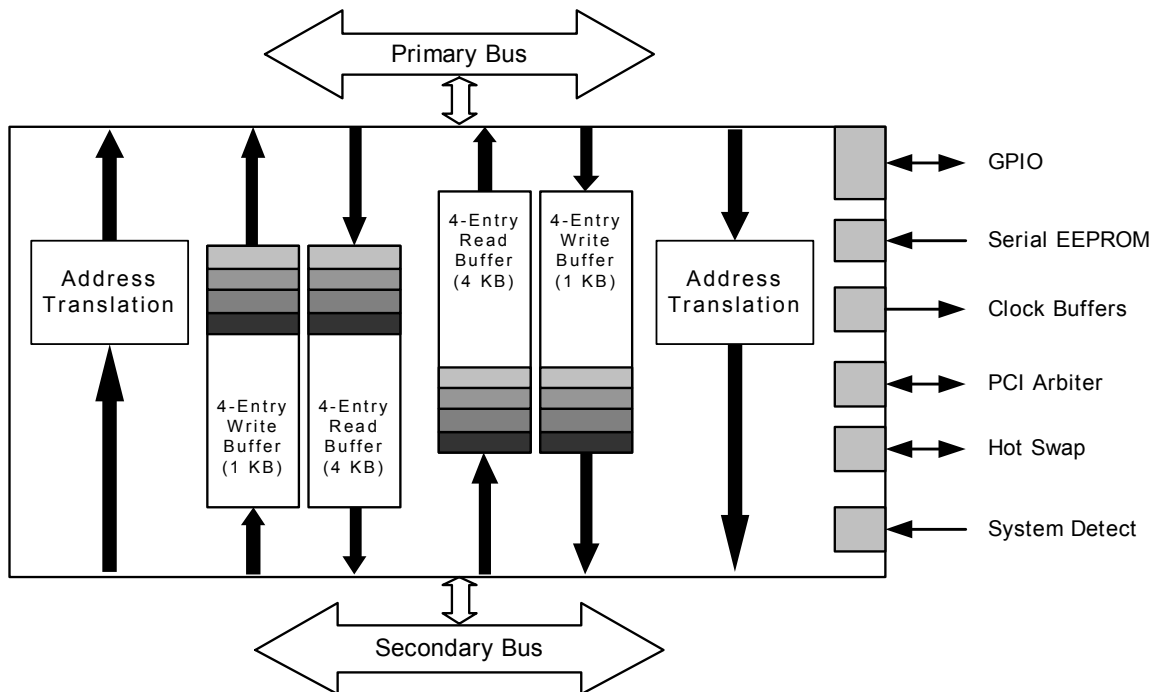 Primary Bus
Address
Translation
4-Entry
Write
Buffer
(1 KB)
4-Entry
Read
Buffer
(4 KB)
4-Entry
Read
Buffer
(4 KB)
4-Entry
Write
Buffer
(1 KB)
Address
Translation
GPIO
Serial EEPROM
Clock Buffers
PCI Arbiter
Hot Swap
System Detect
Secondary Bus